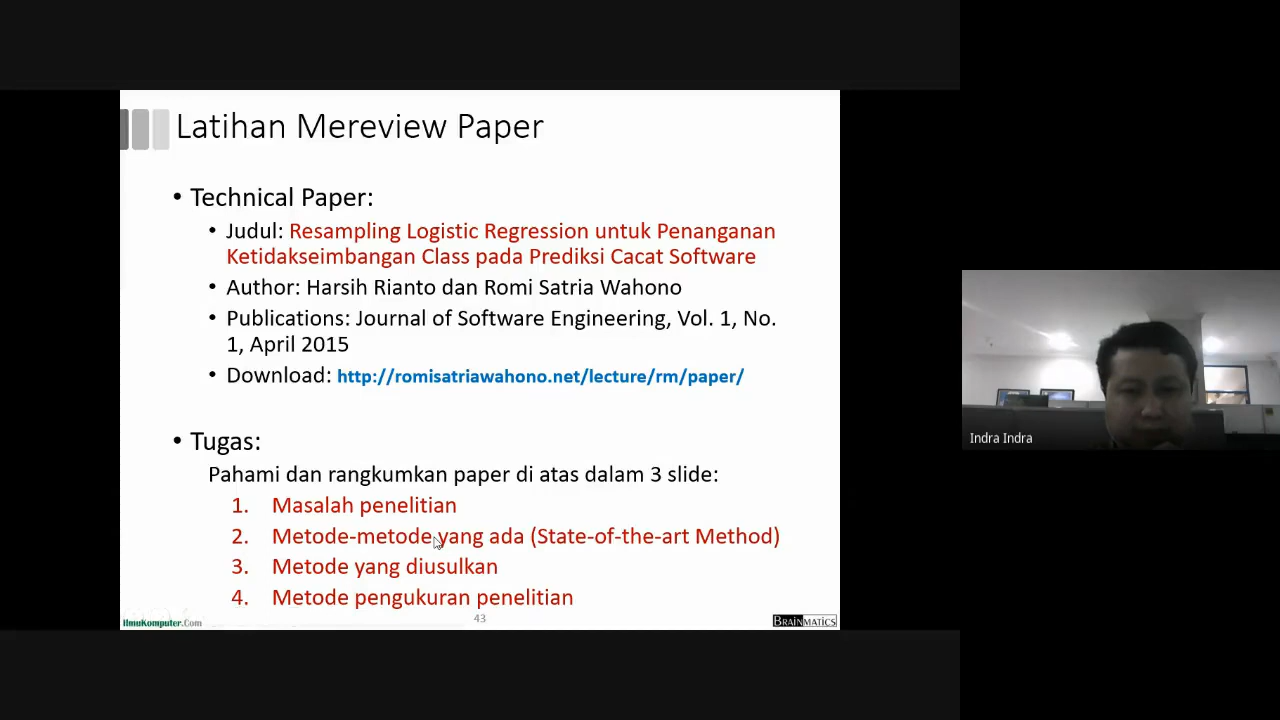 Latihan Mereview Paper
• Technical Paper:
• Judul: Resampling Logistic Regression untuk Penanganan
Ketidakseimbangan Class pada Prediksi Cacat Software
• Author: Harsih Rianto dan Romi Satria Wahono
• Publications: Journal of Software Engineering, Vol. 1, No.
1, April 2015
• Download: http://romisatriawahono.net/lecture/rm/paper/
• Tugas:
Pahami dan rangkumkan paper di atas dalam 3 slide:
1. Masalah penelitian
2. Metode-metode yang ada (State-of-the-art Method)
3. Metode yang diusulkan
4. Metode pengukuran penelitian
IlmuKomputer.Com
43
BRAINMATICS
Indra Indra